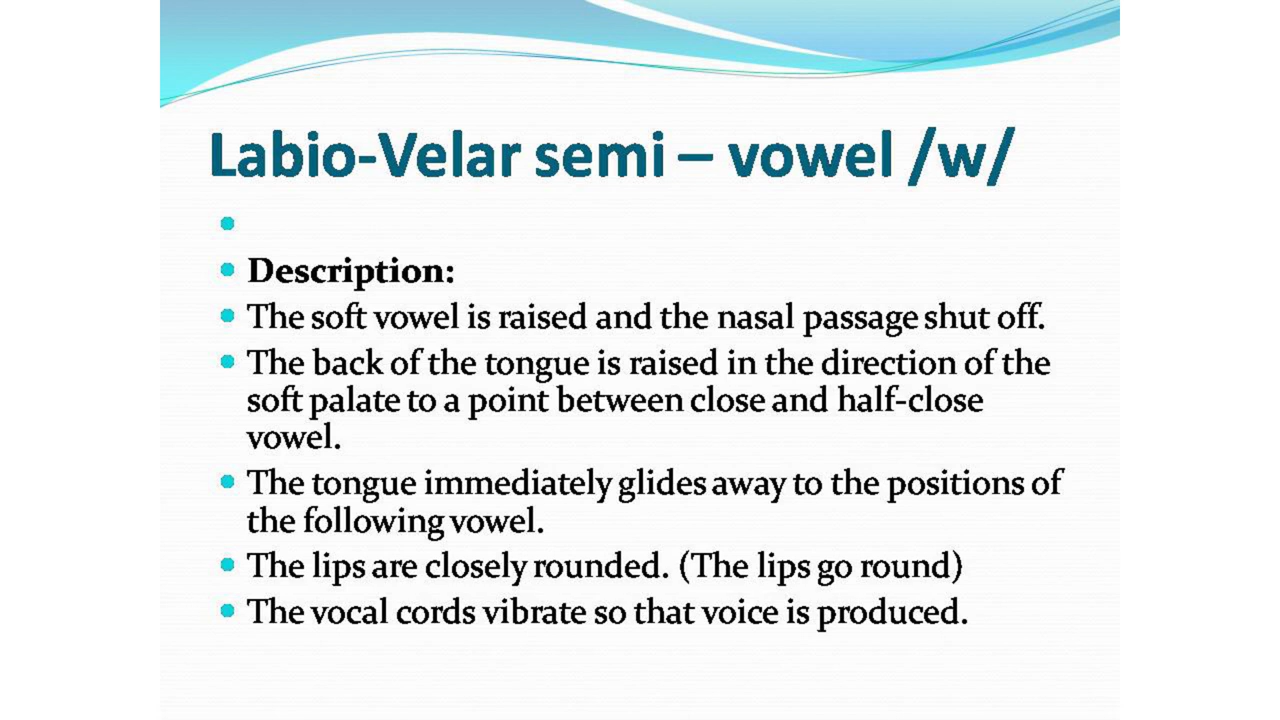 Labio-Velar semi – vowel /w/
Description:
The soft vowel is raised and the nasal passage shut off.
The back of the tongue is raised in the direction of the
soft palate to a point between close and half-close
vowel.
The tongue immediately glides away to the positions of
the following vowel.
The lips are closely rounded. (The lips go round)
The vocal cords vibrate so that voice is produced.